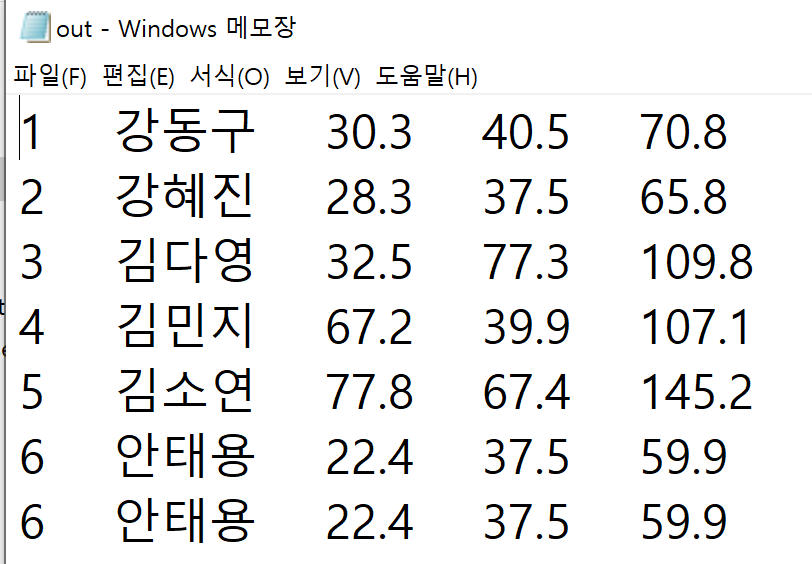 out - Windows 메모장
파일(F) 편집(E) 서식(O) 보기(V) 도움말(H)
1 강동구 30.3 40.5 70.8
2 강혜진 28.3 37.5 65.8
3 김다영 32.5 77.3 109.8
4 김민지 67.2 39.9 107.1
5 김소연 77.8 67.4 145.2
6 안태용 22.4 37.5 59.9
6 안태용 22.4 37.5 59.9